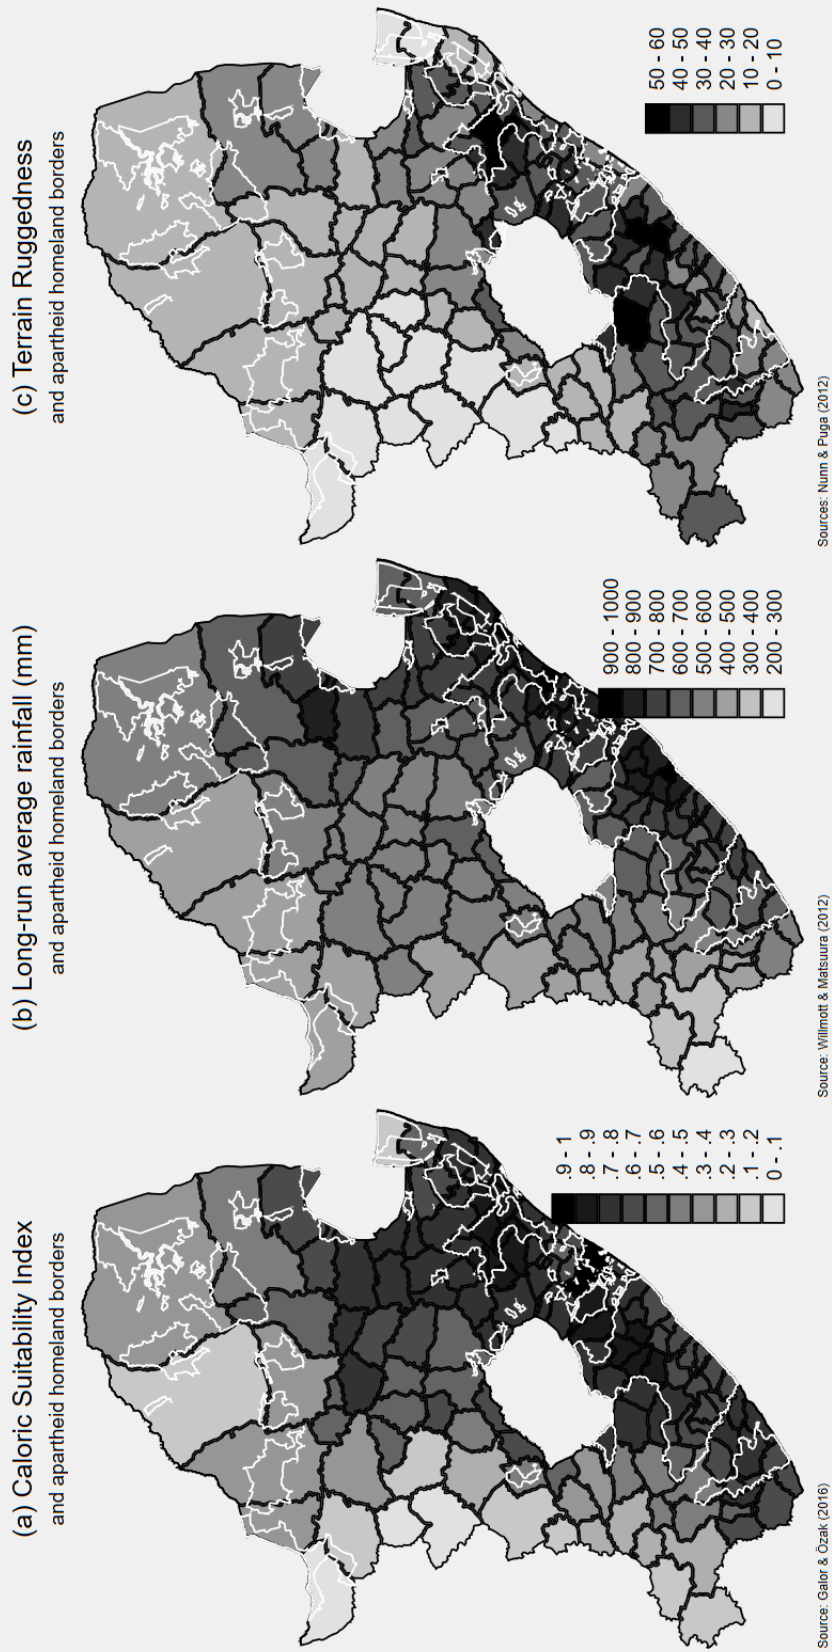 (a) Caloric Suitability Index
and apartheid homeland borders
.9 - 1
.8 - .9
.7 - .8
.6 - .7
.5 - .6
.4 - .5
.3 - .4
.2 - .3
.1 - .2
0 - .1
Source: Galor & Özak (2016)
(b) Long-run average rainfall (mm)
and apartheid homeland borders
900 - 1000
800 - 900
700 - 800
600 - 700
500 - 600
400 - 500
300 - 400
200 - 300
Source: Willmott & Matsuura (2012)
(c) Terrain Ruggedness
and apartheid homeland borders
50 - 60
40 - 50
30 - 40
20 - 30
10 - 20
0 - 10
Sources: Nunn & Puga (2012)